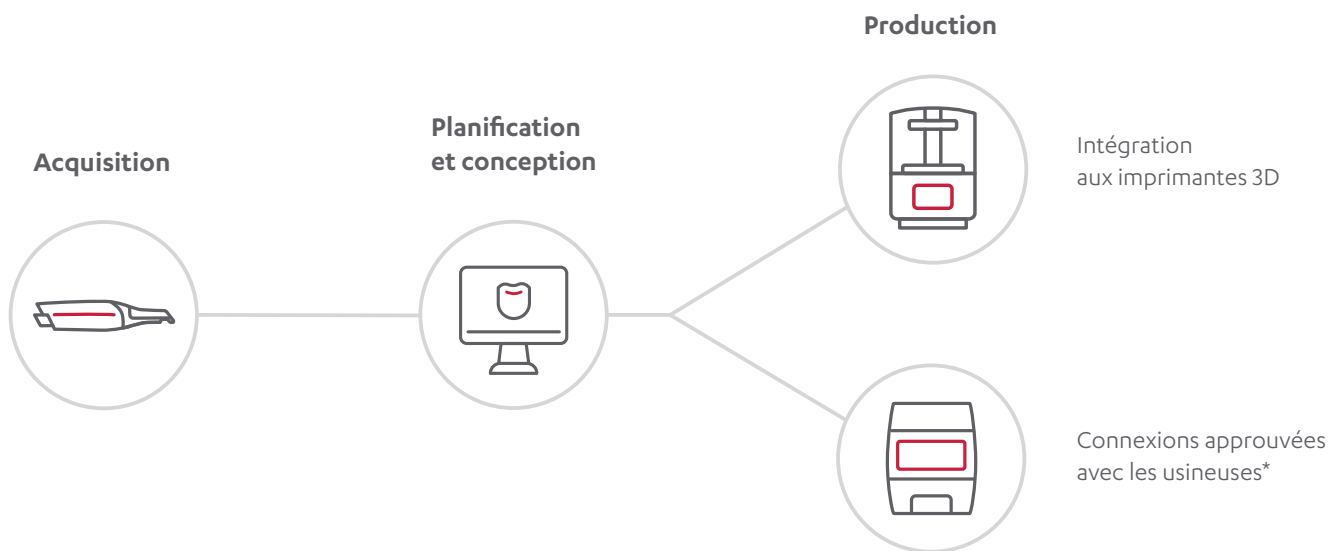 Production
Planification
et conception
Acquisition
Intégration
aux imprimantes 3D
Connexions approuvées
avec les usineuses*